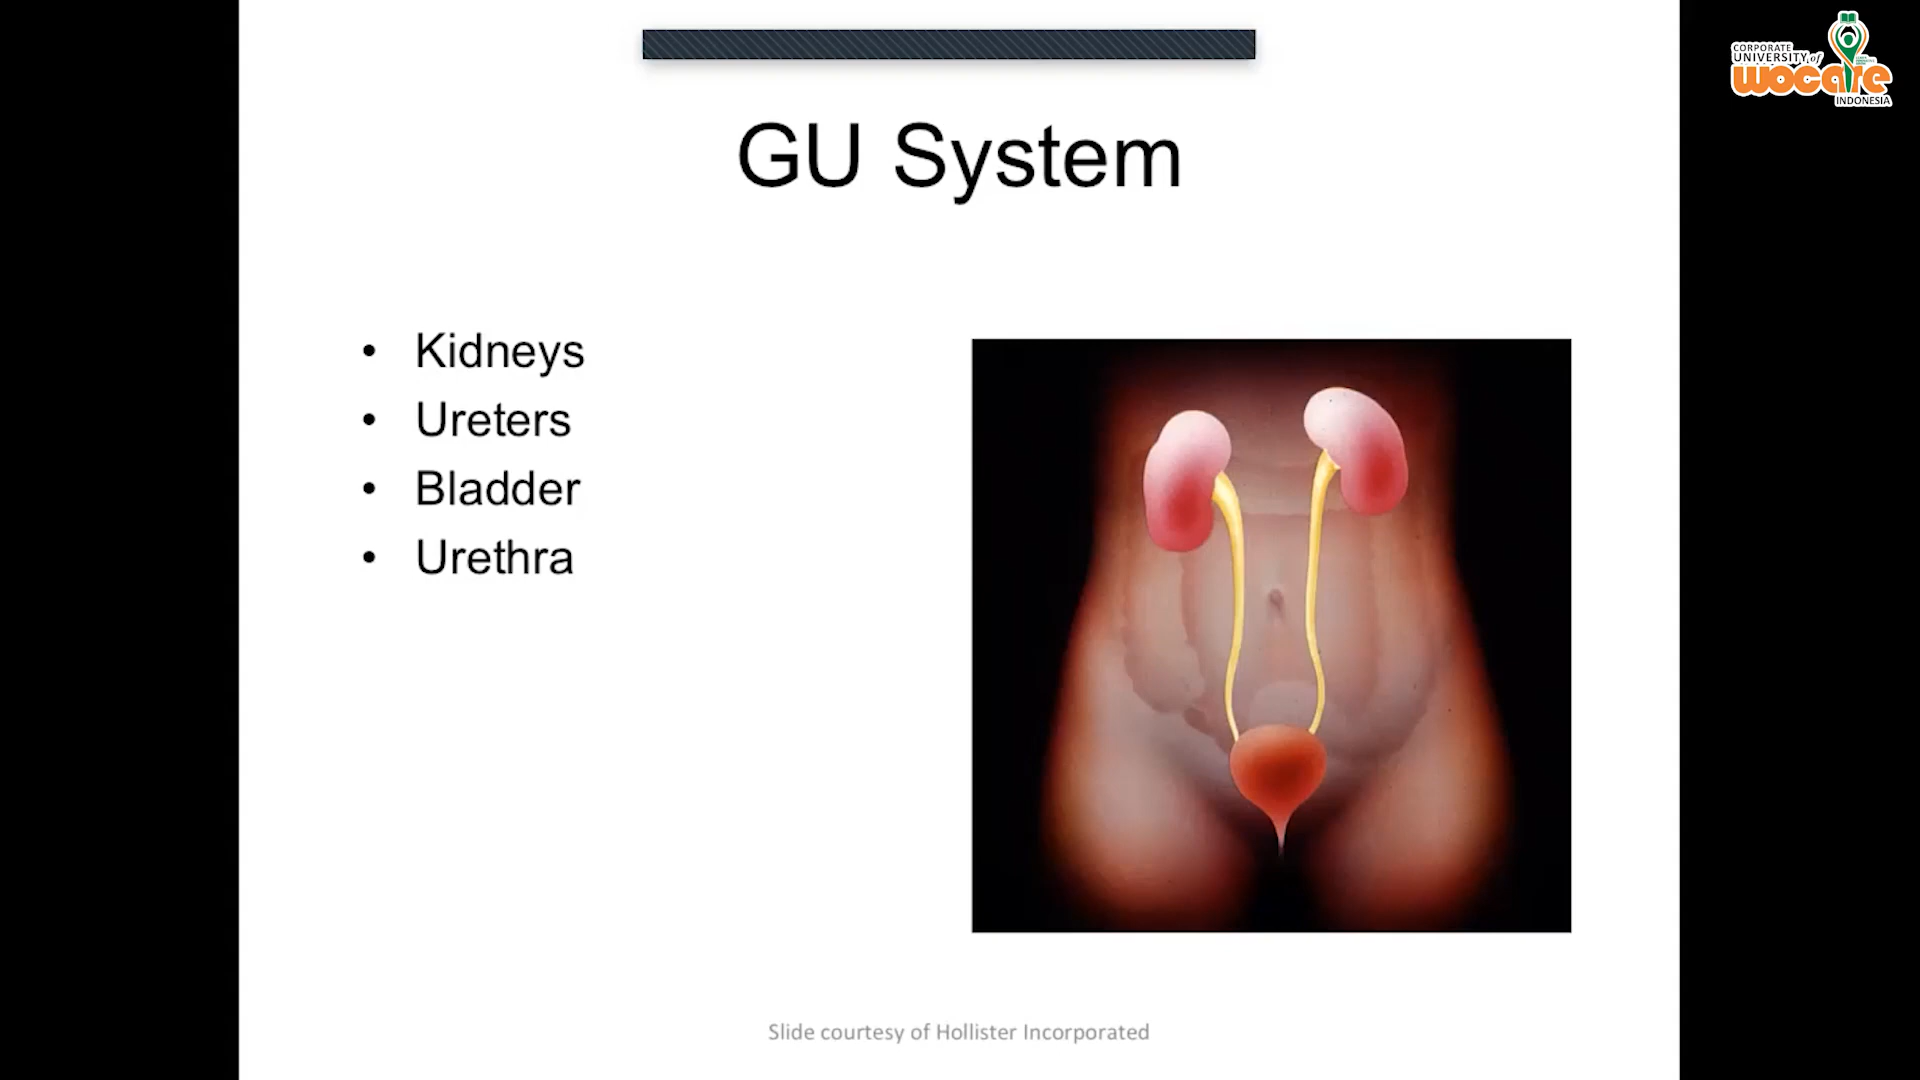 CORPORATE
UNIVERSITY of
wocare
INDONESIA
GU System
• Kidneys
• Ureters
• Bladder
• Urethra
Slide courtesy of Hollister Incorporated